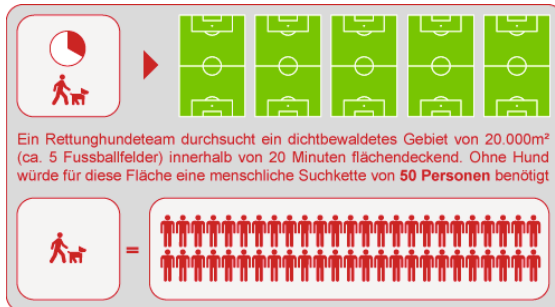 Ein Rettunghundeteam durchsucht ein dichtbewaldetes Gebiet von 20.000m²
(ca. 5 Fussballfelder) innerhalb von 20 Minuten flächendeckend. Ohne Hund
würde für diese Fläche eine menschliche Suchkette von 50 Personen benötigt
=